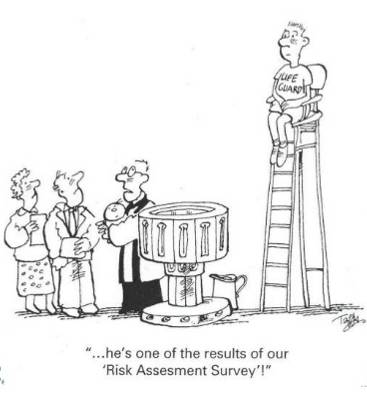 LIFE
GUARD
"...he's one of the results of our
'Risk Assesment Survey'!"